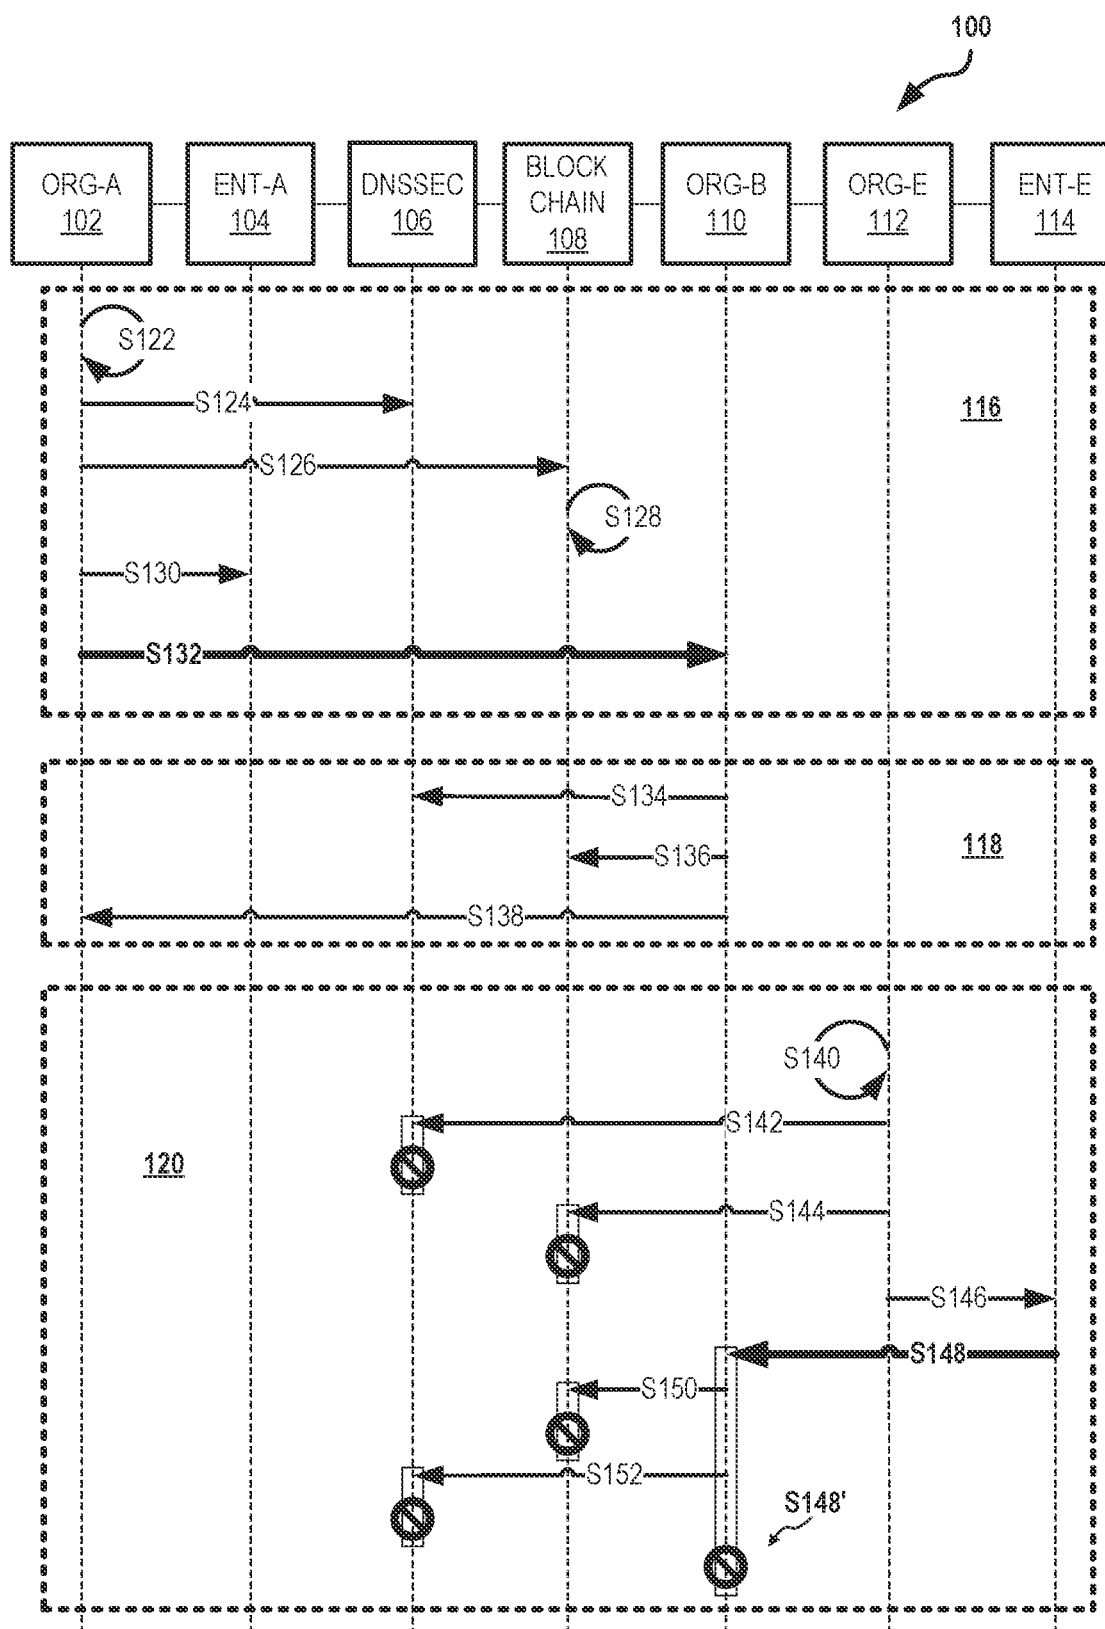 100
ORG-A
102
ENT-A
104
DNSSEC
106
BLOCK
CHAIN
108
ORG-B
110
ORG-E
112
ENT-E
114
S122
S124
116
S126
S128
S130
S132
S134
S136
118
S138
S140
S142
120
S144
S146
S148
S150
S152
S148'